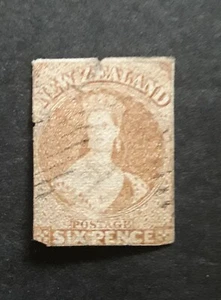 NEW ZEALAND
POSTAGE
SIX PENCE